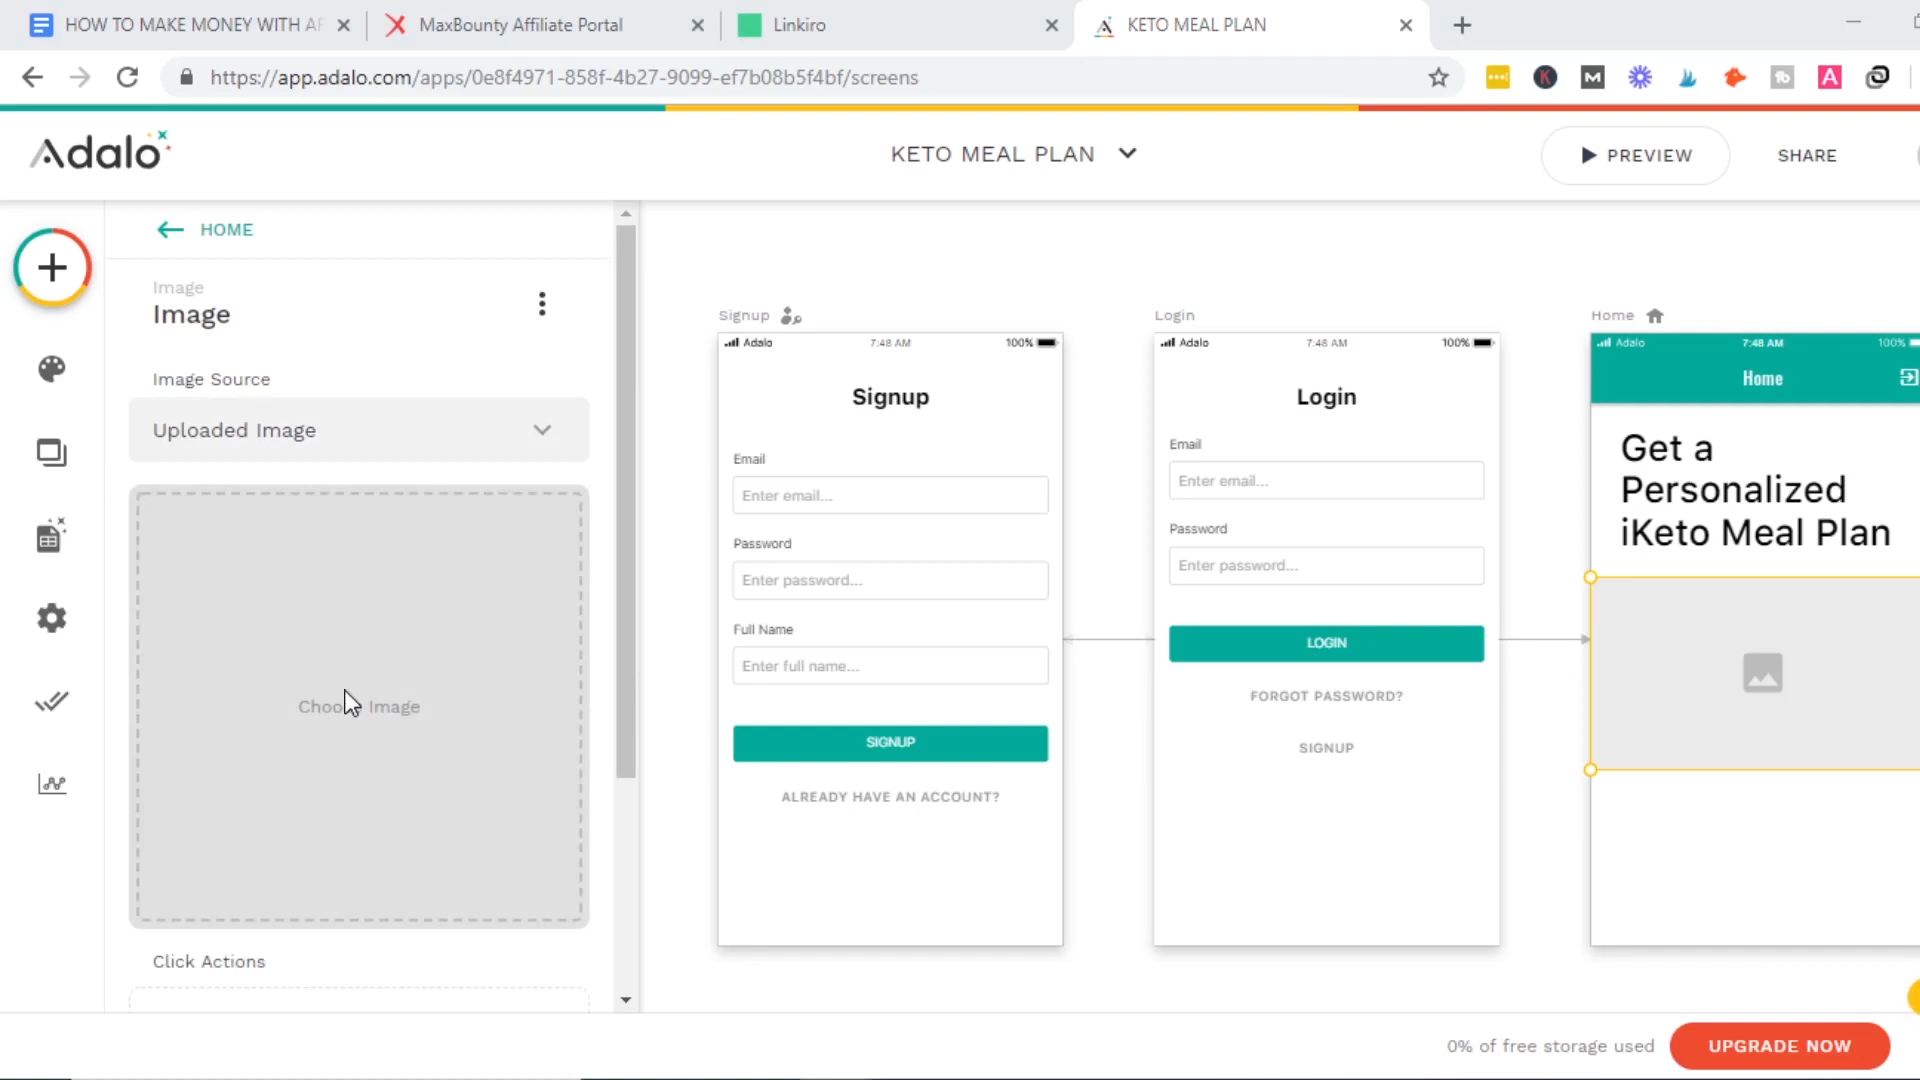 HOW TO MAKE MONEY WITH AF
MaxBounty Affiliate Portal
Linkiro
KETO MEAL PLAN
https://app.adalo.com/apps/0e8f4971-858f-4b27-9099-ef7b08b5f4bf/screens
Adalo
KETO MEAL PLAN
PREVIEW
SHARE
HOME
Image
Image
Image Source
Uploaded Image
Choose Image
Click Actions
Signup
Adalo 7:48 AM 100%
Signup
Email
Enter email...
Password
Enter password...
Full Name
Enter full name...
SIGNUP
ALREADY HAVE AN ACCOUNT?
Login
Adalo 7:48 AM 100%
Login
Email
Enter email...
Password
Enter password...
LOGIN
FORGOT PASSWORD?
SIGNUP
Home
Adalo 7:48 AM 100%
Home
Get a
Personalized
iKeto Meal Plan
0% of free storage used
UPGRADE NOW